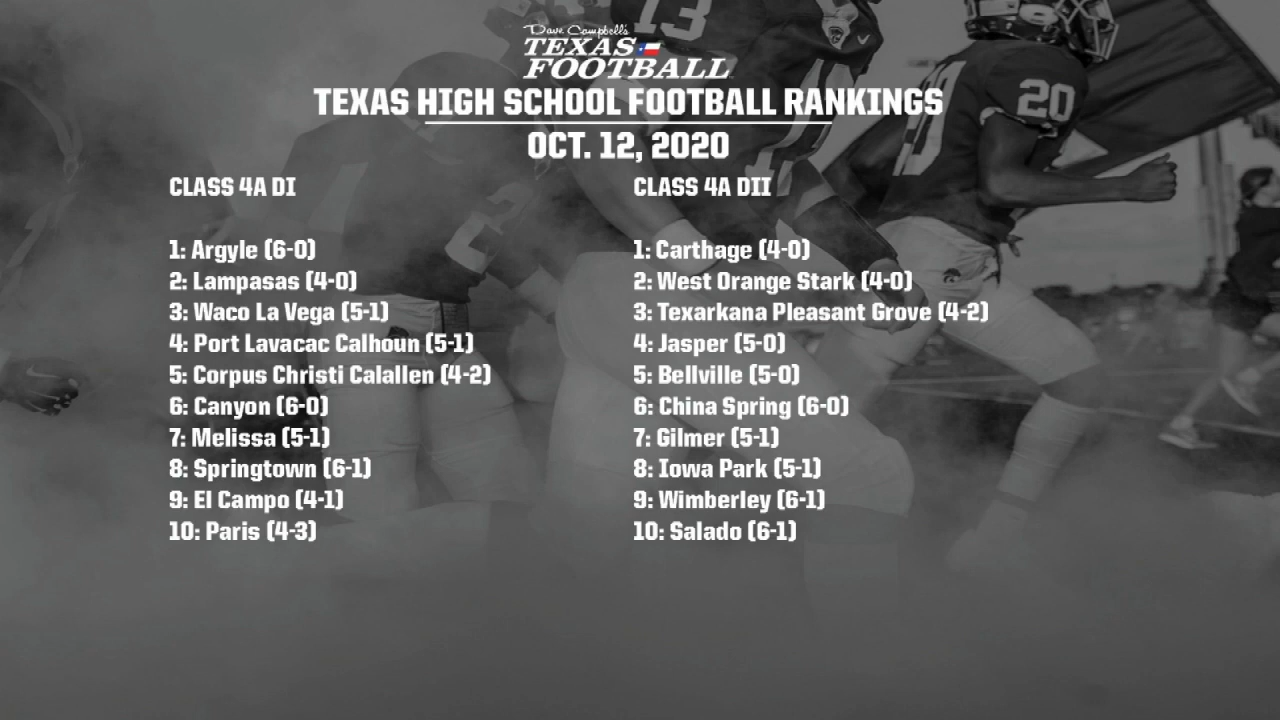 Dave Campbell's
TEXAS
FOOTBALL
TEXAS HIGH SCHOOL FOOTBALL RANKINGS
OCT. 12, 2020
CLASS 4A DI
1: Argyle (6-0)
2: Lampasas (4-0)
3: Waco La Vega (5-1)
4: Port Lavacac Calhoun (5-1)
5: Corpus Christi Calallen (4-2)
6: Canyon (6-0)
7: Melissa (5-1)
8: Springtown (6-1)
9: El Campo (4-1)
10: Paris (4-3)
CLASS 4A DII
1: Carthage (4-0)
2: West Orange Stark (4-0)
3: Texarkana Pleasant Grove (4-2)
4: Jasper (5-0)
5: Bellville (5-0)
6: China Spring (6-0)
7: Gilmer (5-1)
8: Iowa Park (5-1)
9: Wimberley (6-1)
10: Salado (6-1)
13
20
2